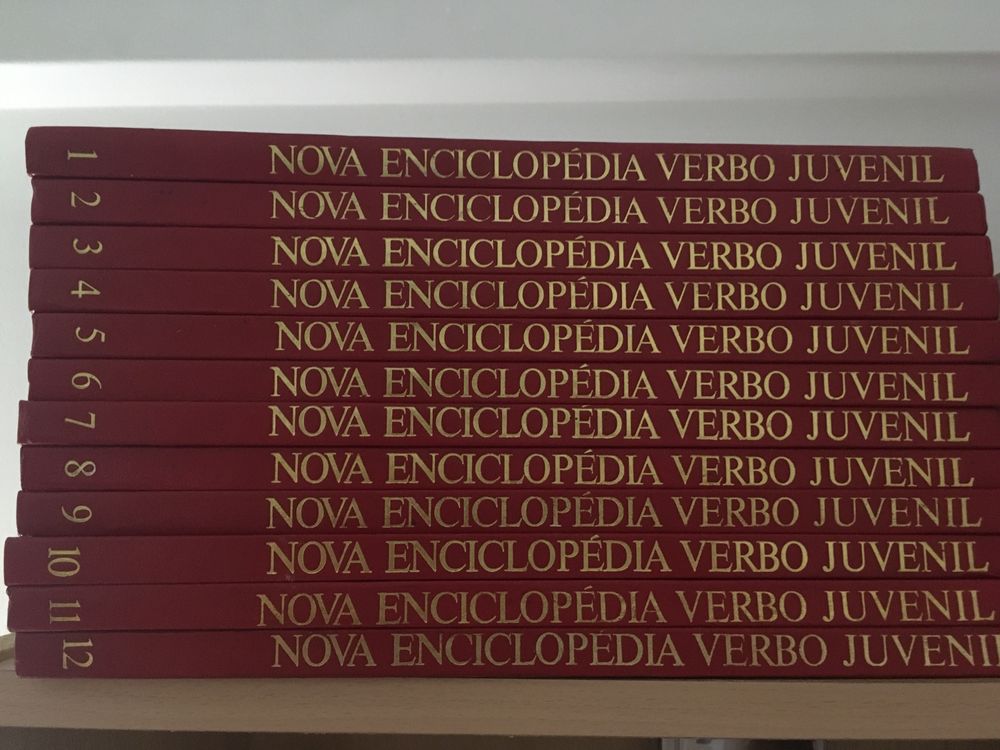 1 NOVA ENCICLOPÉDIA VERBO JUVENIL
2 NOVA ENCICLOPÉDIA VERBO JUVENIL
3 NOVA ENCICLOPÉDIA VERBO JUVENIL
4 NOVA ENCICLOPÉDIA VERBO JUVENIL
5 NOVA ENCICLOPÉDIA VERBO JUVENIL
6 NOVA ENCICLOPÉDIA VERBO JUVENIL
7 NOVA ENCICLOPÉDIA VERBO JUVENIL
8 NOVA ENCICLOPÉDIA VERBO JUVENIL
9 NOVA ENCICLOPÉDIA VERBO JUVENIL
10 NOVA ENCICLOPÉDIA VERBO JUVENIL
11 NOVA ENCICLOPÉDIA VERBO JUVENIL
12 NOVA ENCICLOPÉDIA VERBO JUVENIL